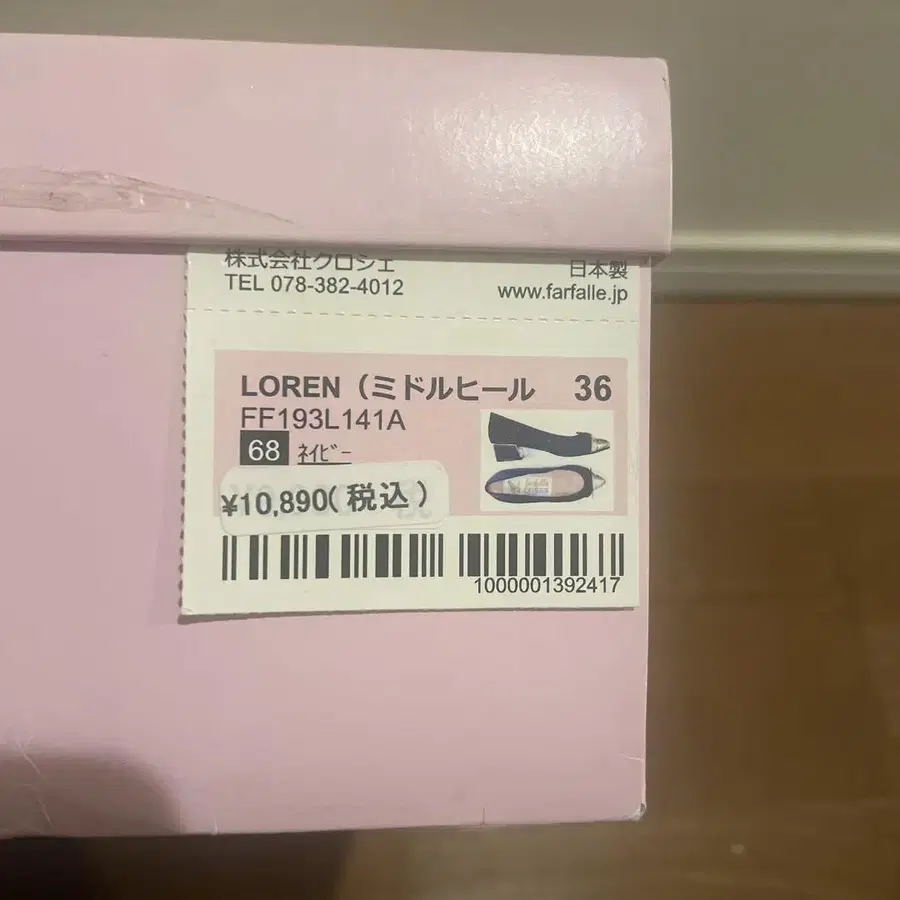 株式会社クロシェ
日本製
TEL 078-382-4012
www.farfalle.jp
LOREN（ミドルヒール 36
FF193L141A
68 ﾈｲﾋﾞｰ
¥10,890(税込)
1000001392417